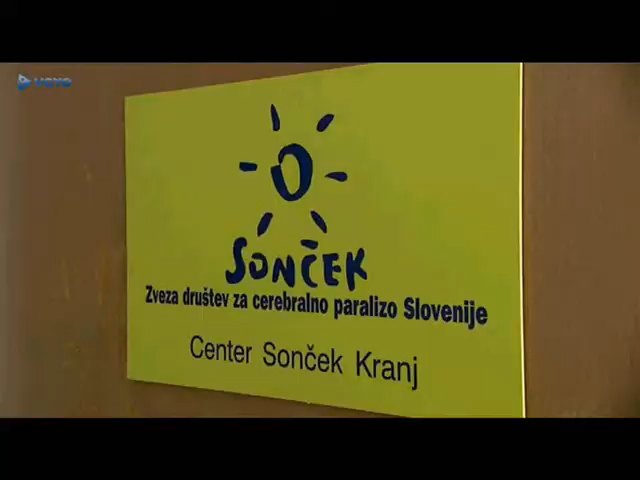 SONČEK
Zveza društev za cerebralno paralizo Slovenije
Center Sonček Kranj